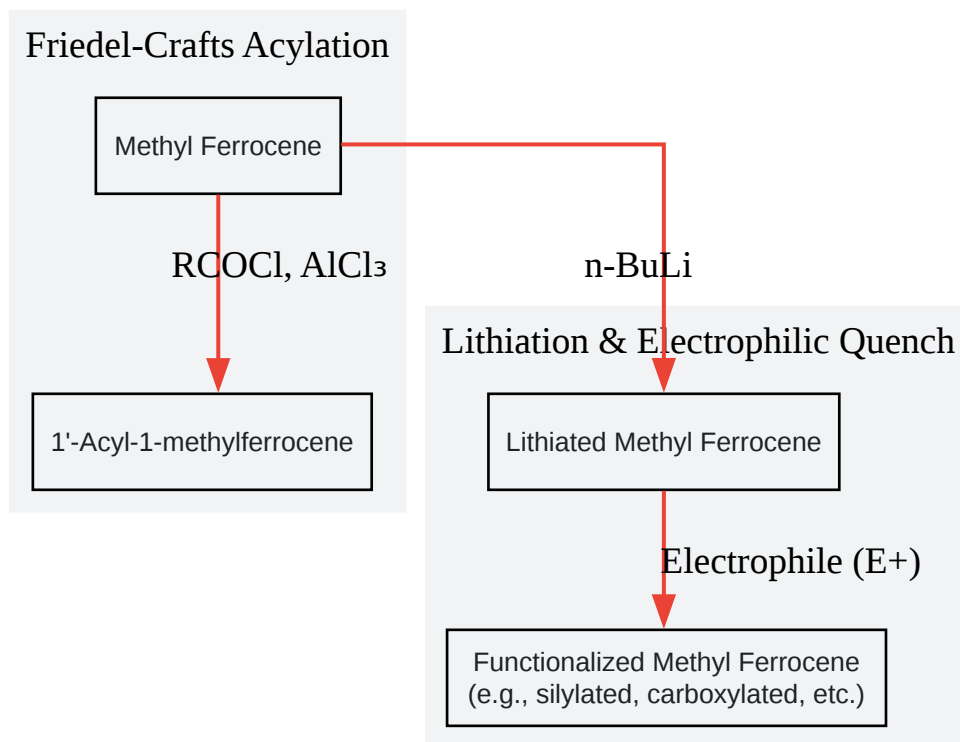 Friedel-Crafts Acylation
Methyl Ferrocene
RCOCl, AlCl₃
n-BuLi
1'-Acyl-1-methylferrocene
Lithiation & Electrophilic Quench
Lithiated Methyl Ferrocene
Electrophile (E+)
Functionalized Methyl Ferrocene
(e.g., silylated, carboxylated, etc.)